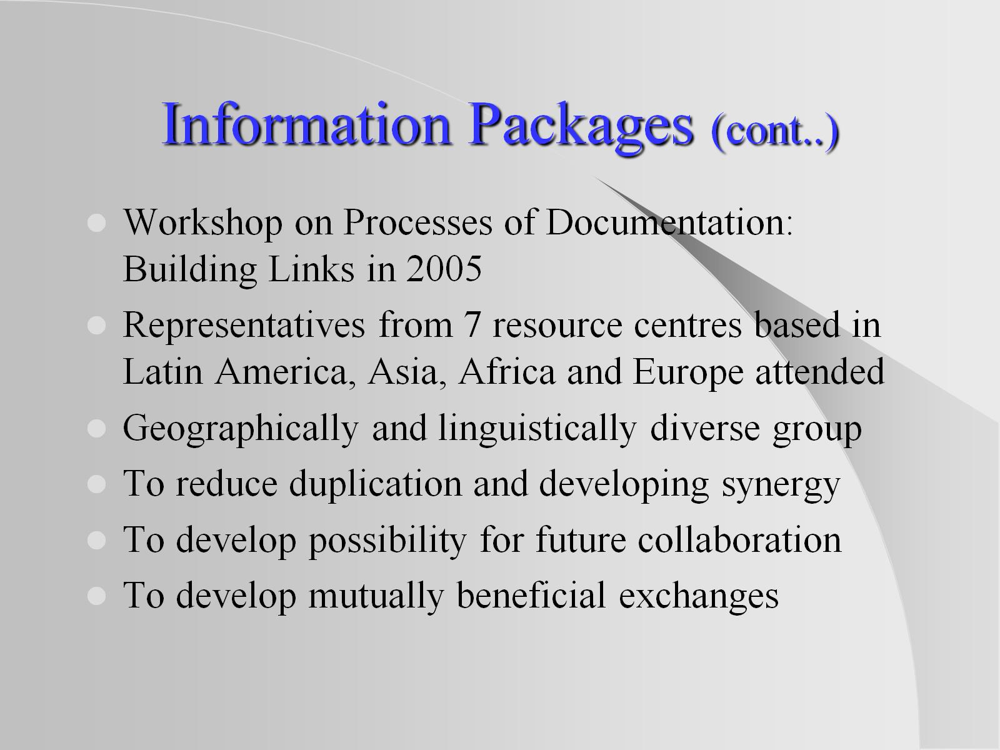 Information Packages (cont..)
Workshop on Processes of Documentation:
Building Links in 2005
Representatives from 7 resource centres based in
Latin America, Asia, Africa and Europe attended
Geographically and linguistically diverse group
To reduce duplication and developing synergy
To develop possibility for future collaboration
To develop mutually beneficial exchanges